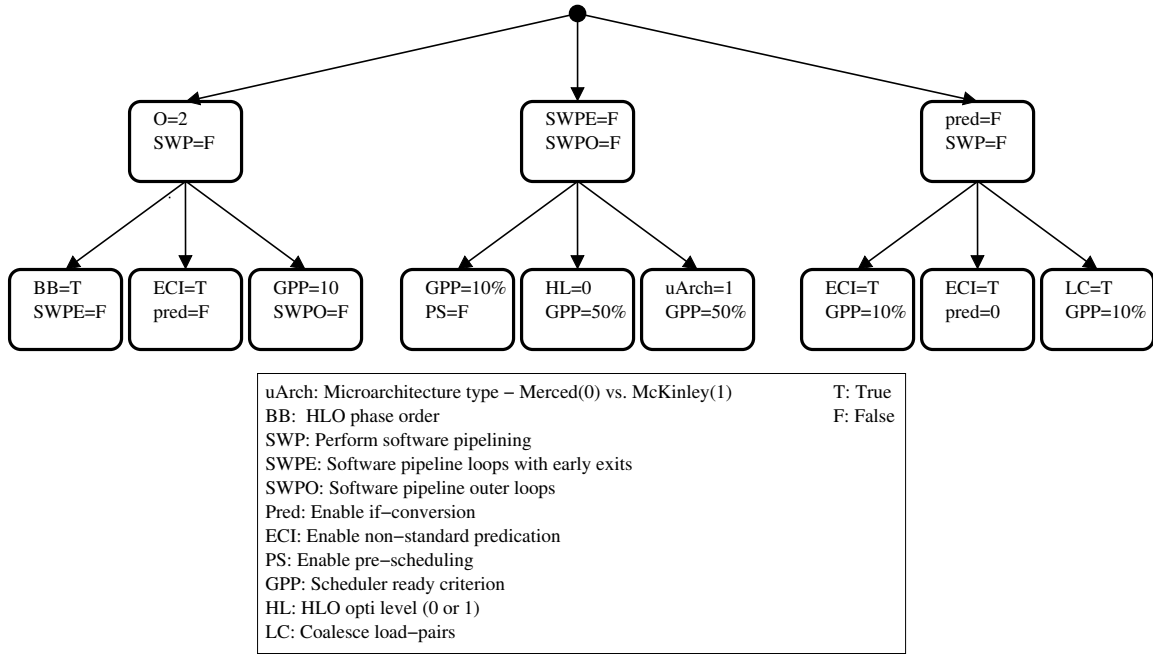 O=2
SWP=F
SWPE=F
SWPO=F
pred=F
SWP=F
BB=T
SWPE=F
ECI=T
pred=F
GPP=10
SWPO=F
GPP=10%
PS=F
HL=0
GPP=50%
uArch=1
GPP=50%
ECI=T
GPP=10%
ECI=T
pred=0
LC=T
GPP=10%
uArch: Microarchitecture type − Merced(0) vs. McKinley(1) T: True
BB: HLO phase order F: False
SWP: Perform software pipelining
SWPE: Software pipeline loops with early exits
SWPO: Software pipeline outer loops
Pred: Enable if−conversion
ECI: Enable non−standard predication
PS: Enable pre−scheduling
GPP: Scheduler ready criterion
HL: HLO opti level (0 or 1)
LC: Coalesce load−pairs